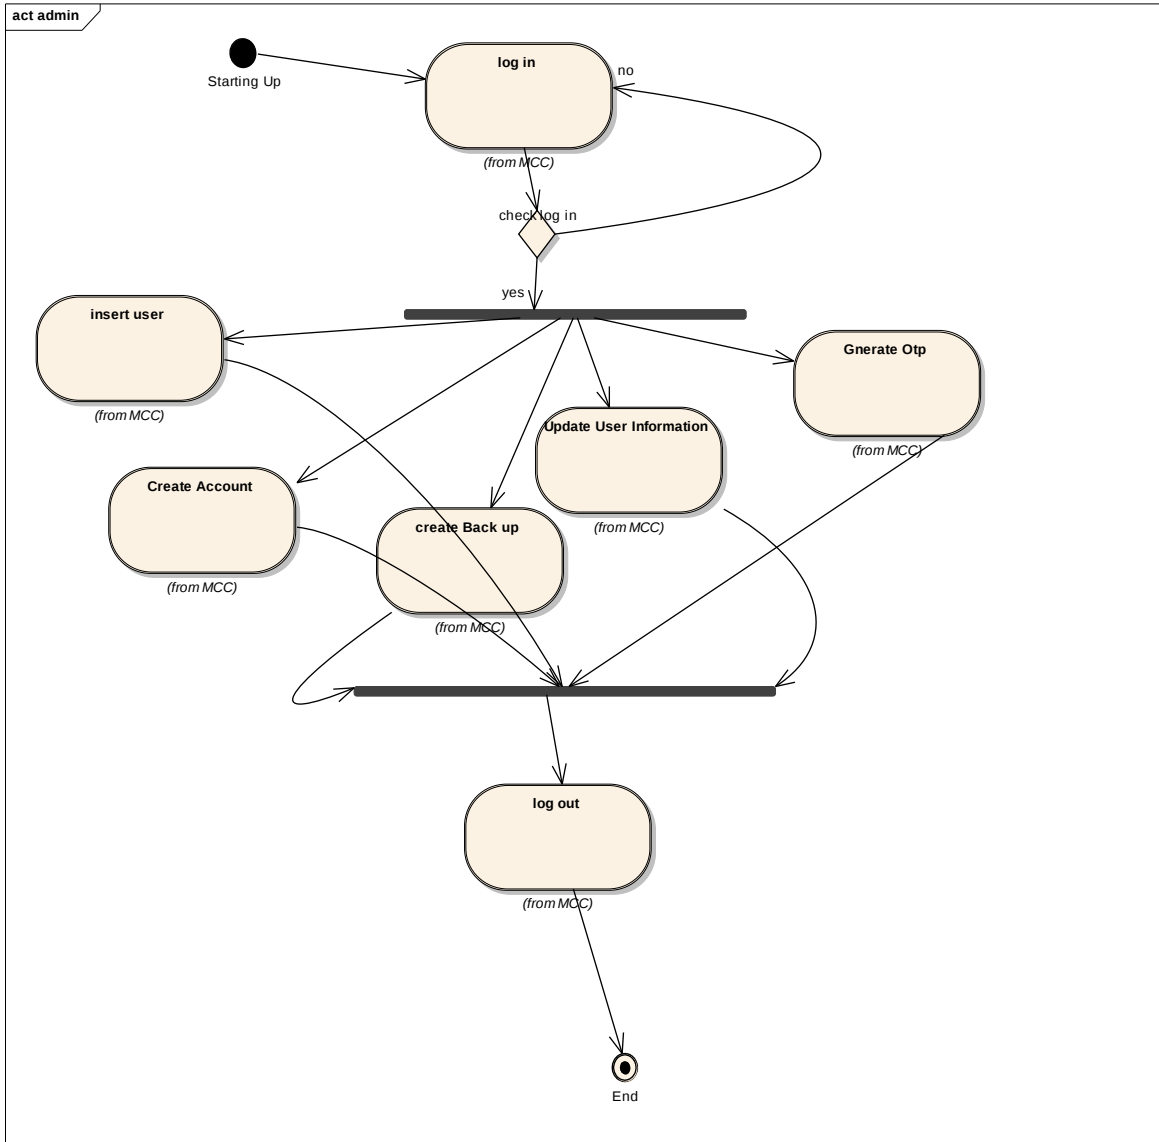 act admin
Starting Up
log in
no
(from MCC)
check log in
yes
insert user
(from MCC)
Gnerate Otp
(from MCC)
Update User Information
(from MCC)
Create Account
(from MCC)
create Back up
(from MCC)
log out
(from MCC)
End